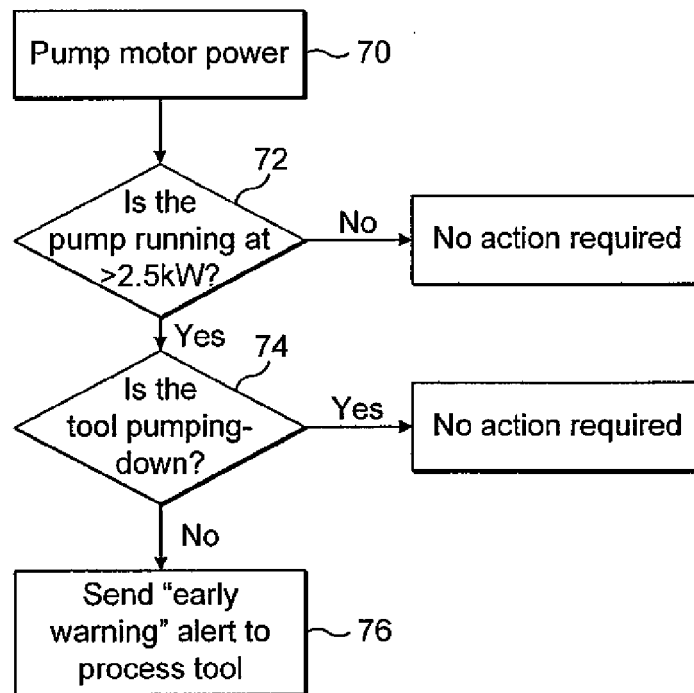 Pump motor power
70
72
Is the
pump running at
>2.5kW?
No
No action required
Yes
74
Is the
tool pumping-
down?
Yes
No action required
No
Send “early
warning” alert to
process tool
76